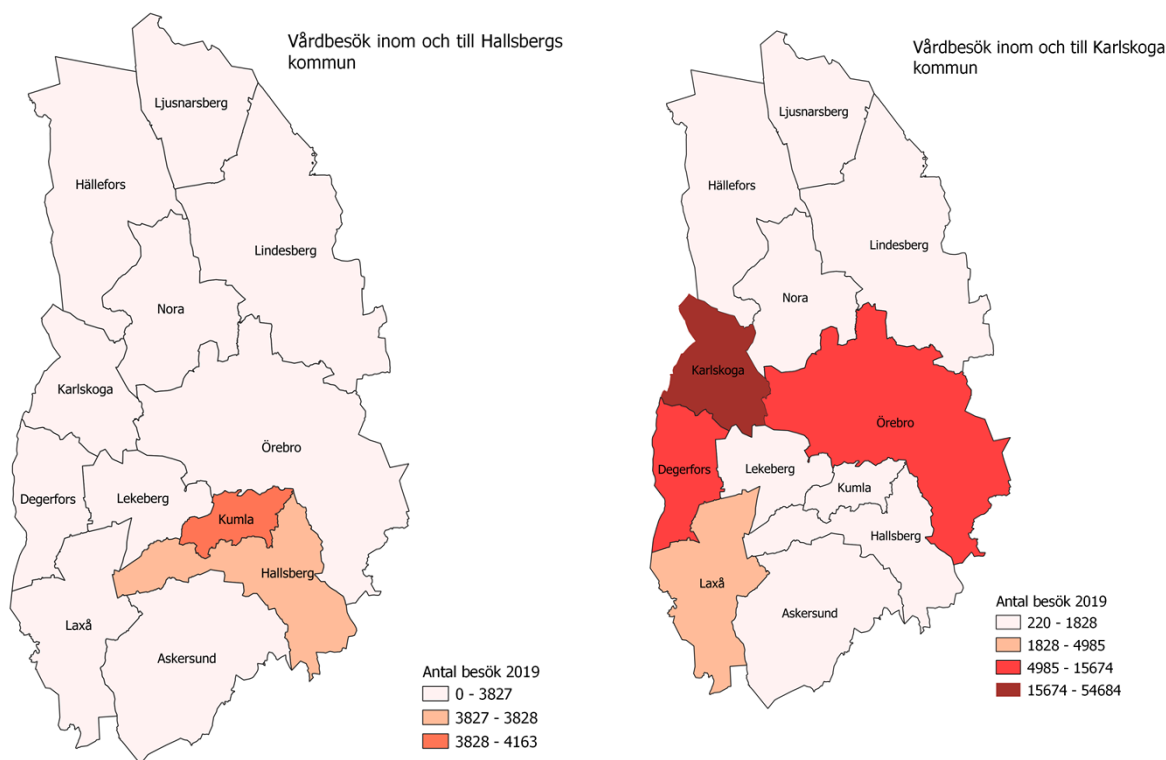 Vårdbesök inom och till Hallsbergs
kommun
Ljusnarsberg
Hällefors
Lindesberg
Nora
Karlskoga
Örebro
Degerfors
Lekeberg
Kumla
Hallsberg
Laxå
Askersund
Antal besök 2019
0 - 3827
3827 - 3828
3828 - 4163
Vårdbesök inom och till Karlskoga
kommun
Ljusnarsberg
Hällefors
Lindesberg
Nora
Karlskoga
Örebro
Degerfors
Lekeberg
Kumla
Hallsberg
Laxå
Askersund
Antal besök 2019
220 - 1828
1828 - 4985
4985 - 15674
15674 - 54684